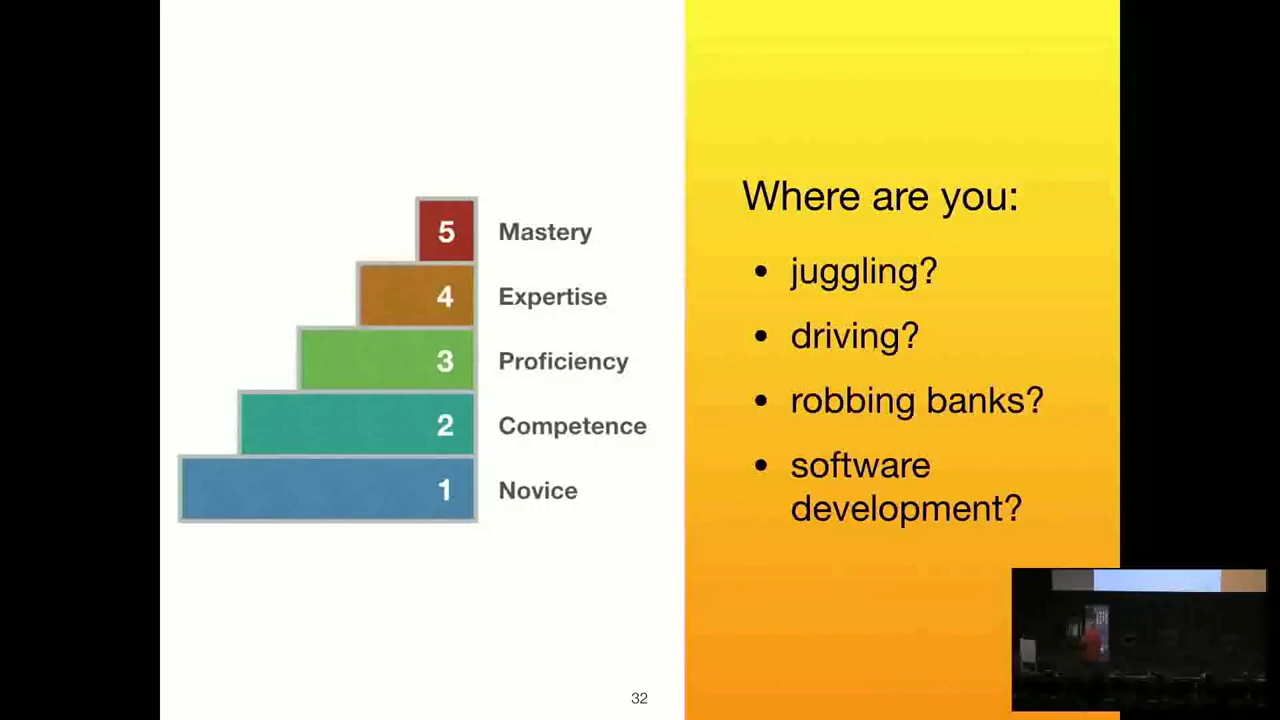 5 Mastery
4 Expertise
3 Proficiency
2 Competence
1 Novice
Where are you:
• juggling?
• driving?
• robbing banks?
• software
development?
32